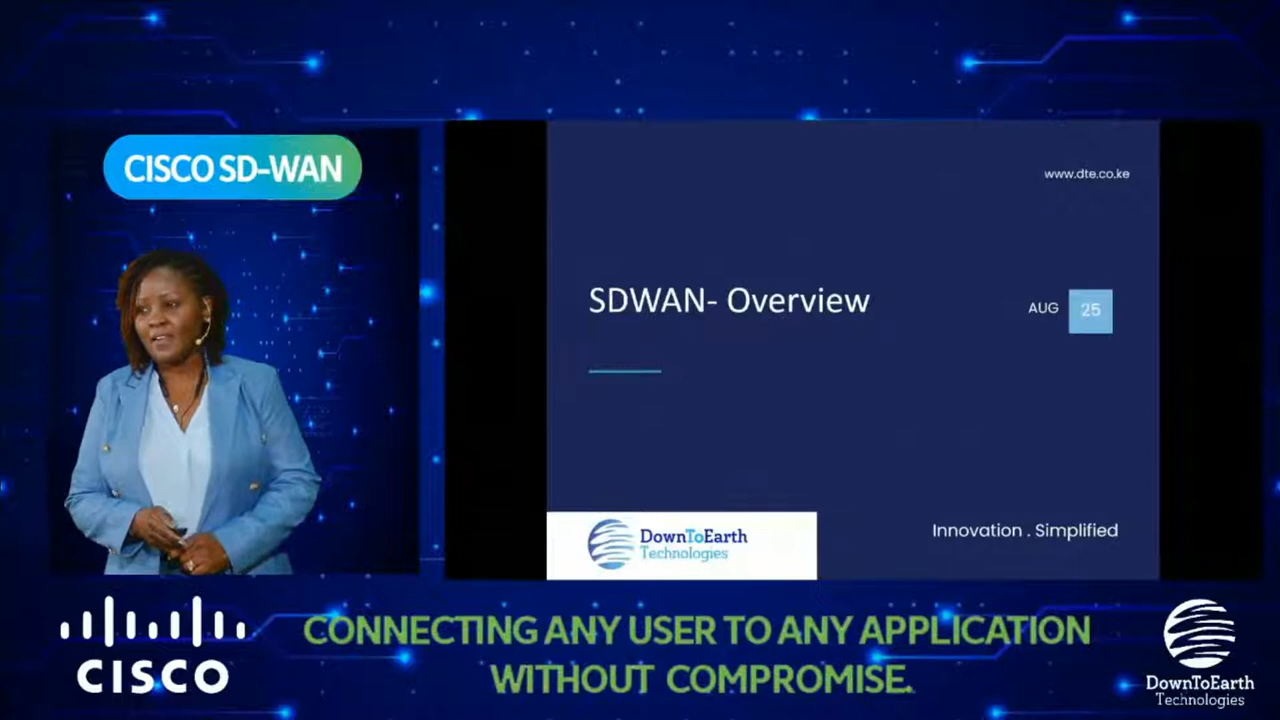 CISCO SD-WAN
www.dte.co.ke
SDWAN- Overview
AUG 25
DownToEarth
Technologies
Innovation . Simplified
CISCO
CONNECTING ANY USER TO ANY APPLICATION
WITHOUT COMPROMISE.
DownToEarth
Technologies